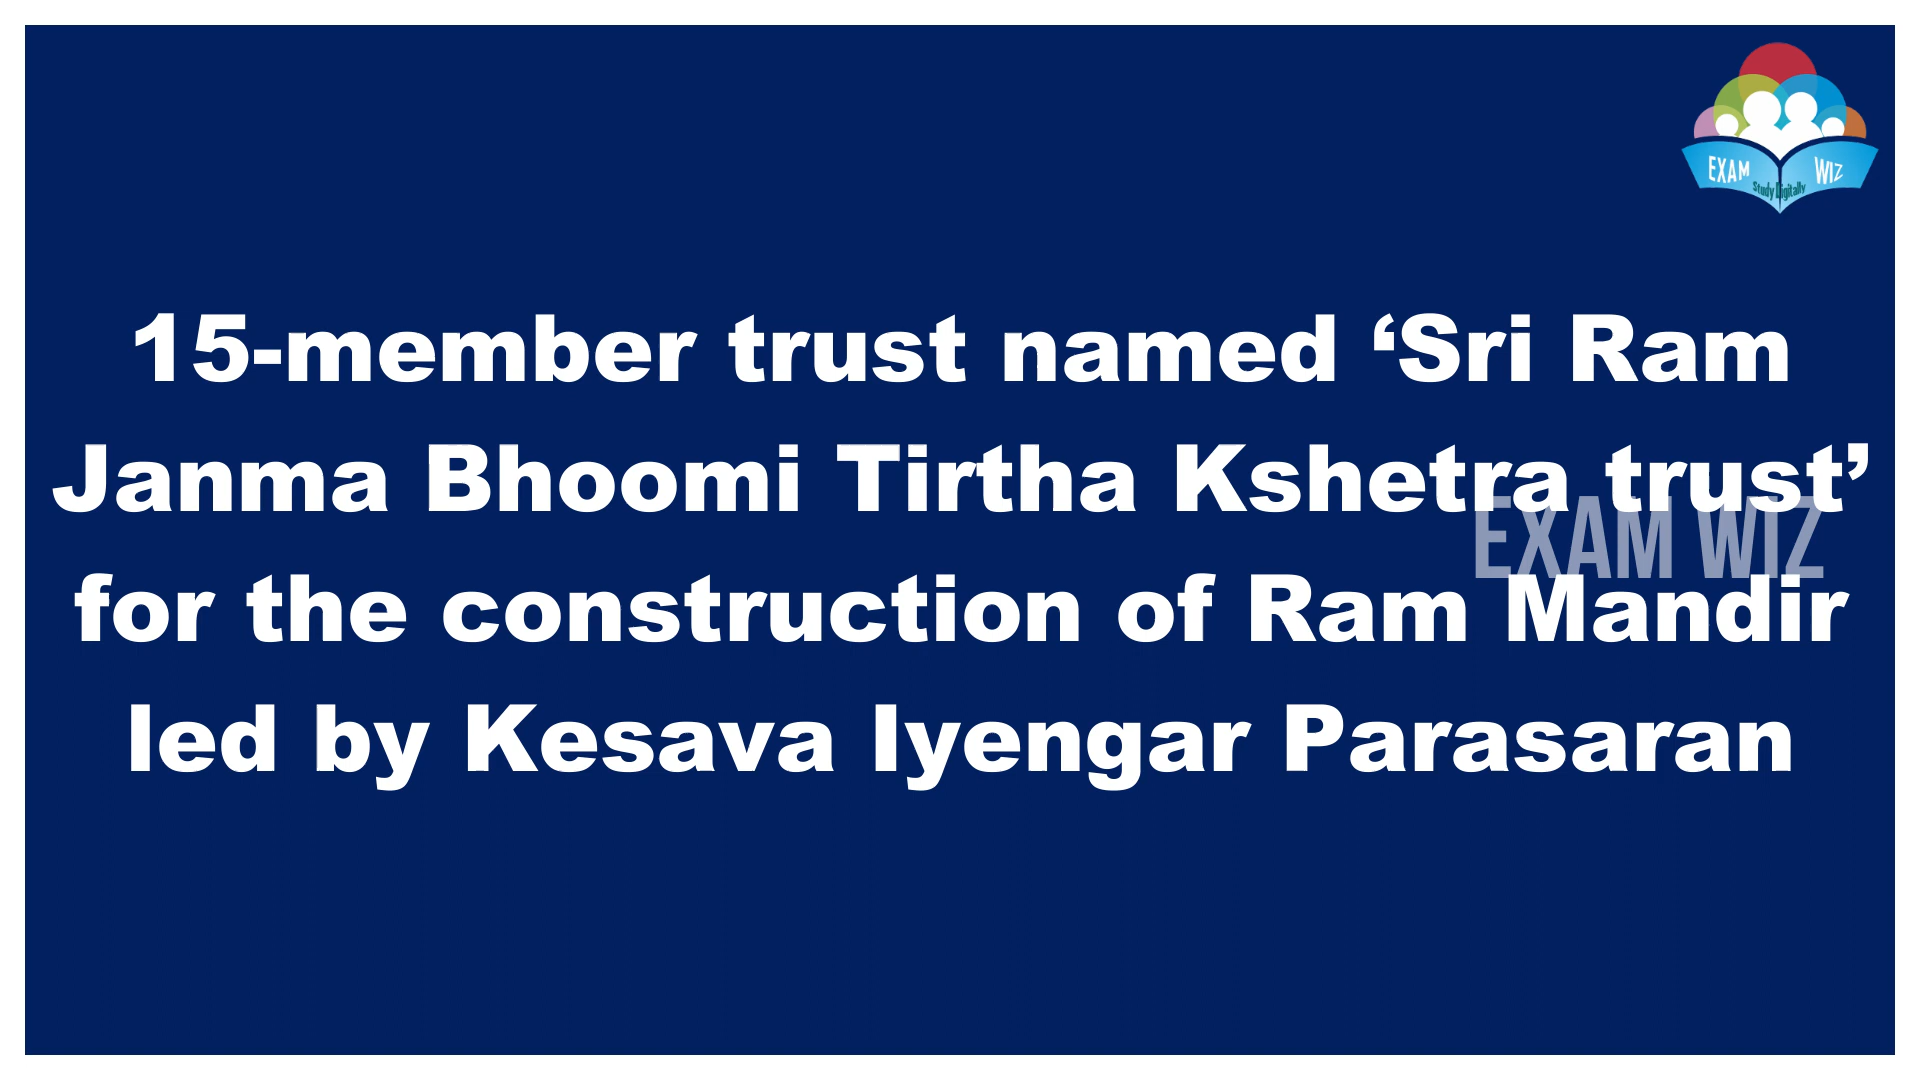 EXAM WIZ
Study Digitally
15-member trust named ‘Sri Ram
Janma Bhoomi Tirtha Kshetra trust’
EXAM WIZ
for the construction of Ram Mandir
led by Kesava Iyengar Parasaran